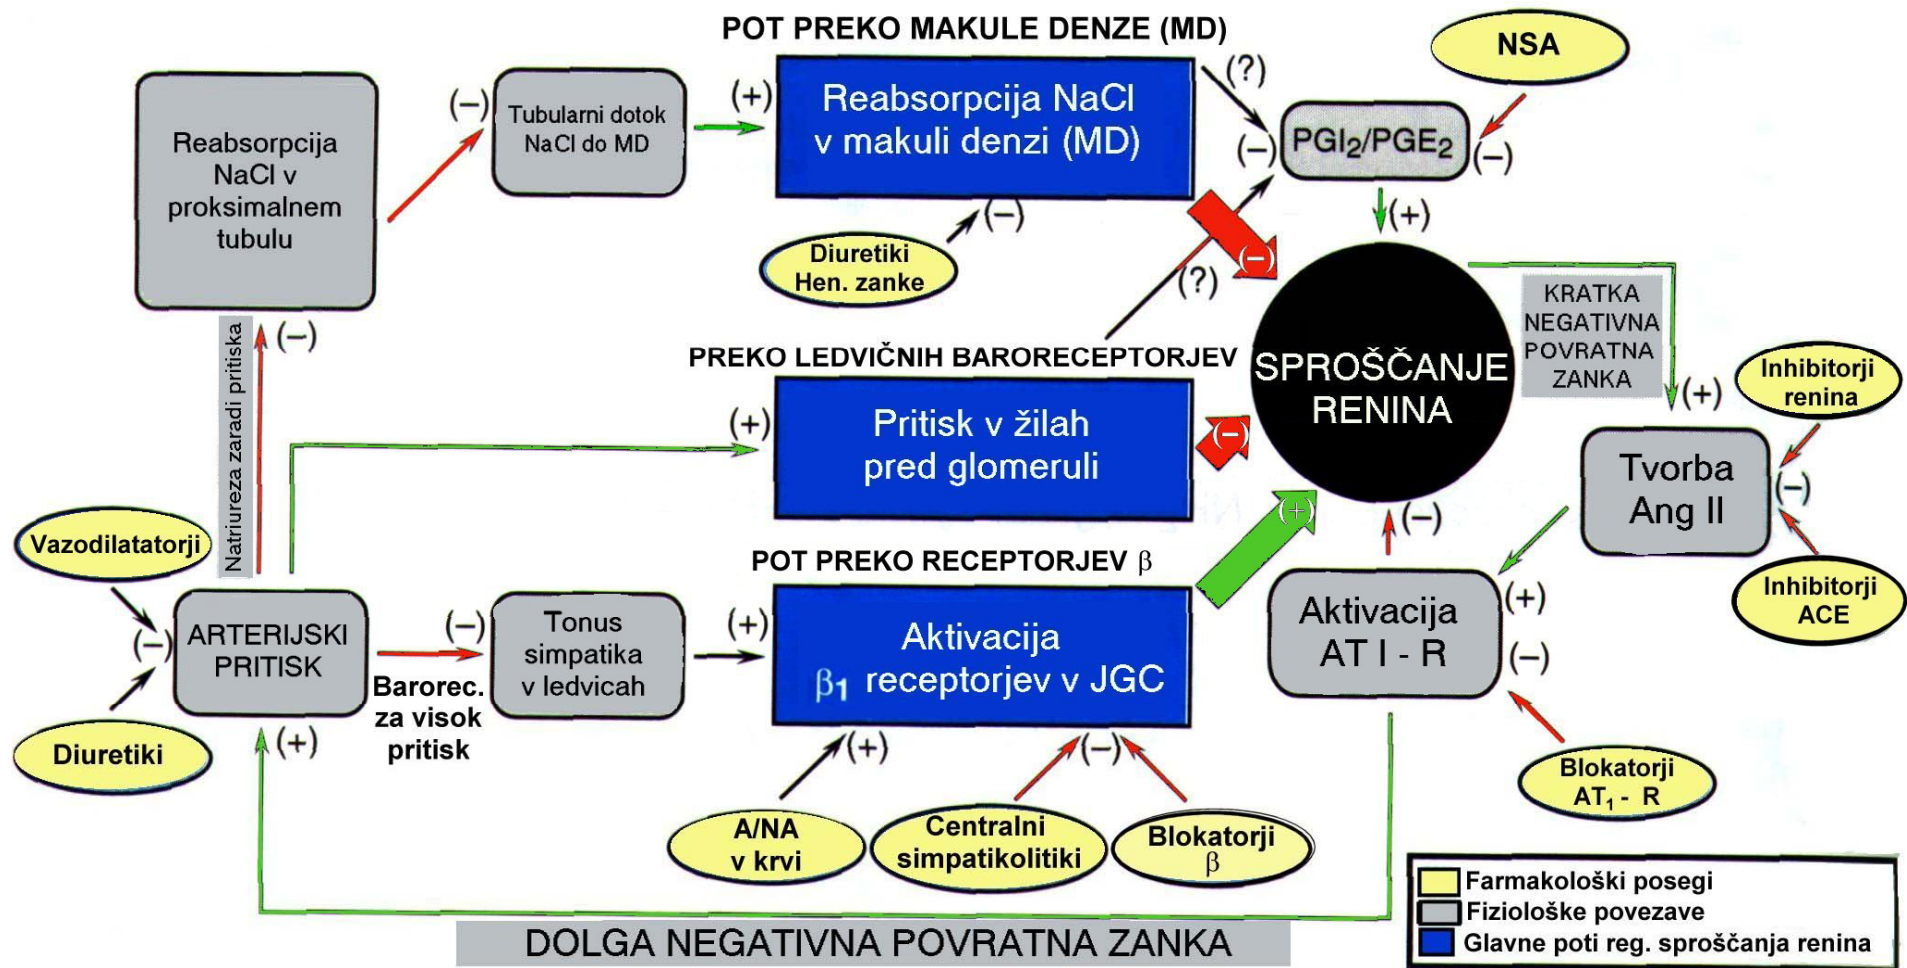 POT PREKO MAKULE DENZE (MD)
NSA
Reabsorpcija
NaCl v
proksimalnem
tubulu
(−)
Tubularni dotok
NaCl do MD
(+)
Reabsorpcija NaCl
v makuli denzi (MD)
(?)
(−)
PGI₂/PGE₂
(−)
(+)
(−)
Diuretiki
Hen. zanke
(−)
(?)
KRATKA
NEGATIVNA
POVRATNA
ZANKA
(−)
Natriureza zaradi pritiska
PREKO LEDVIČNIH BARORECEPTORJEV
SPROŠČANJE
RENINA
(+)
Inhibitorji
renina
(+)
Pritisk v žilah
pred glomeruli
(−)
Tvorba
Ang II
(−)
(+)
(−)
Vazodilatatorji
POT PREKO RECEPTORJEV β
Inhibitorji
ACE
(−)
ARTERIJSKI
PRITISK
(−)
Barorec.
za visok
pritisk
Tonus
simpatika
v ledvicah
(+)
Aktivacija
β1 receptorjev v JGC
Aktivacija
AT I - R
(+)
(−)
Diuretiki
(+)
(+)
(−)
A/NA
v krvi
Centralni
simpatikolitiki
Blokatorji
β
Blokatorji
AT₁ - R
DOLGA NEGATIVNA POVRATNA ZANKA
Farmakološki posegi
Fiziološke povezave
Glavne poti reg. sproščanja renina